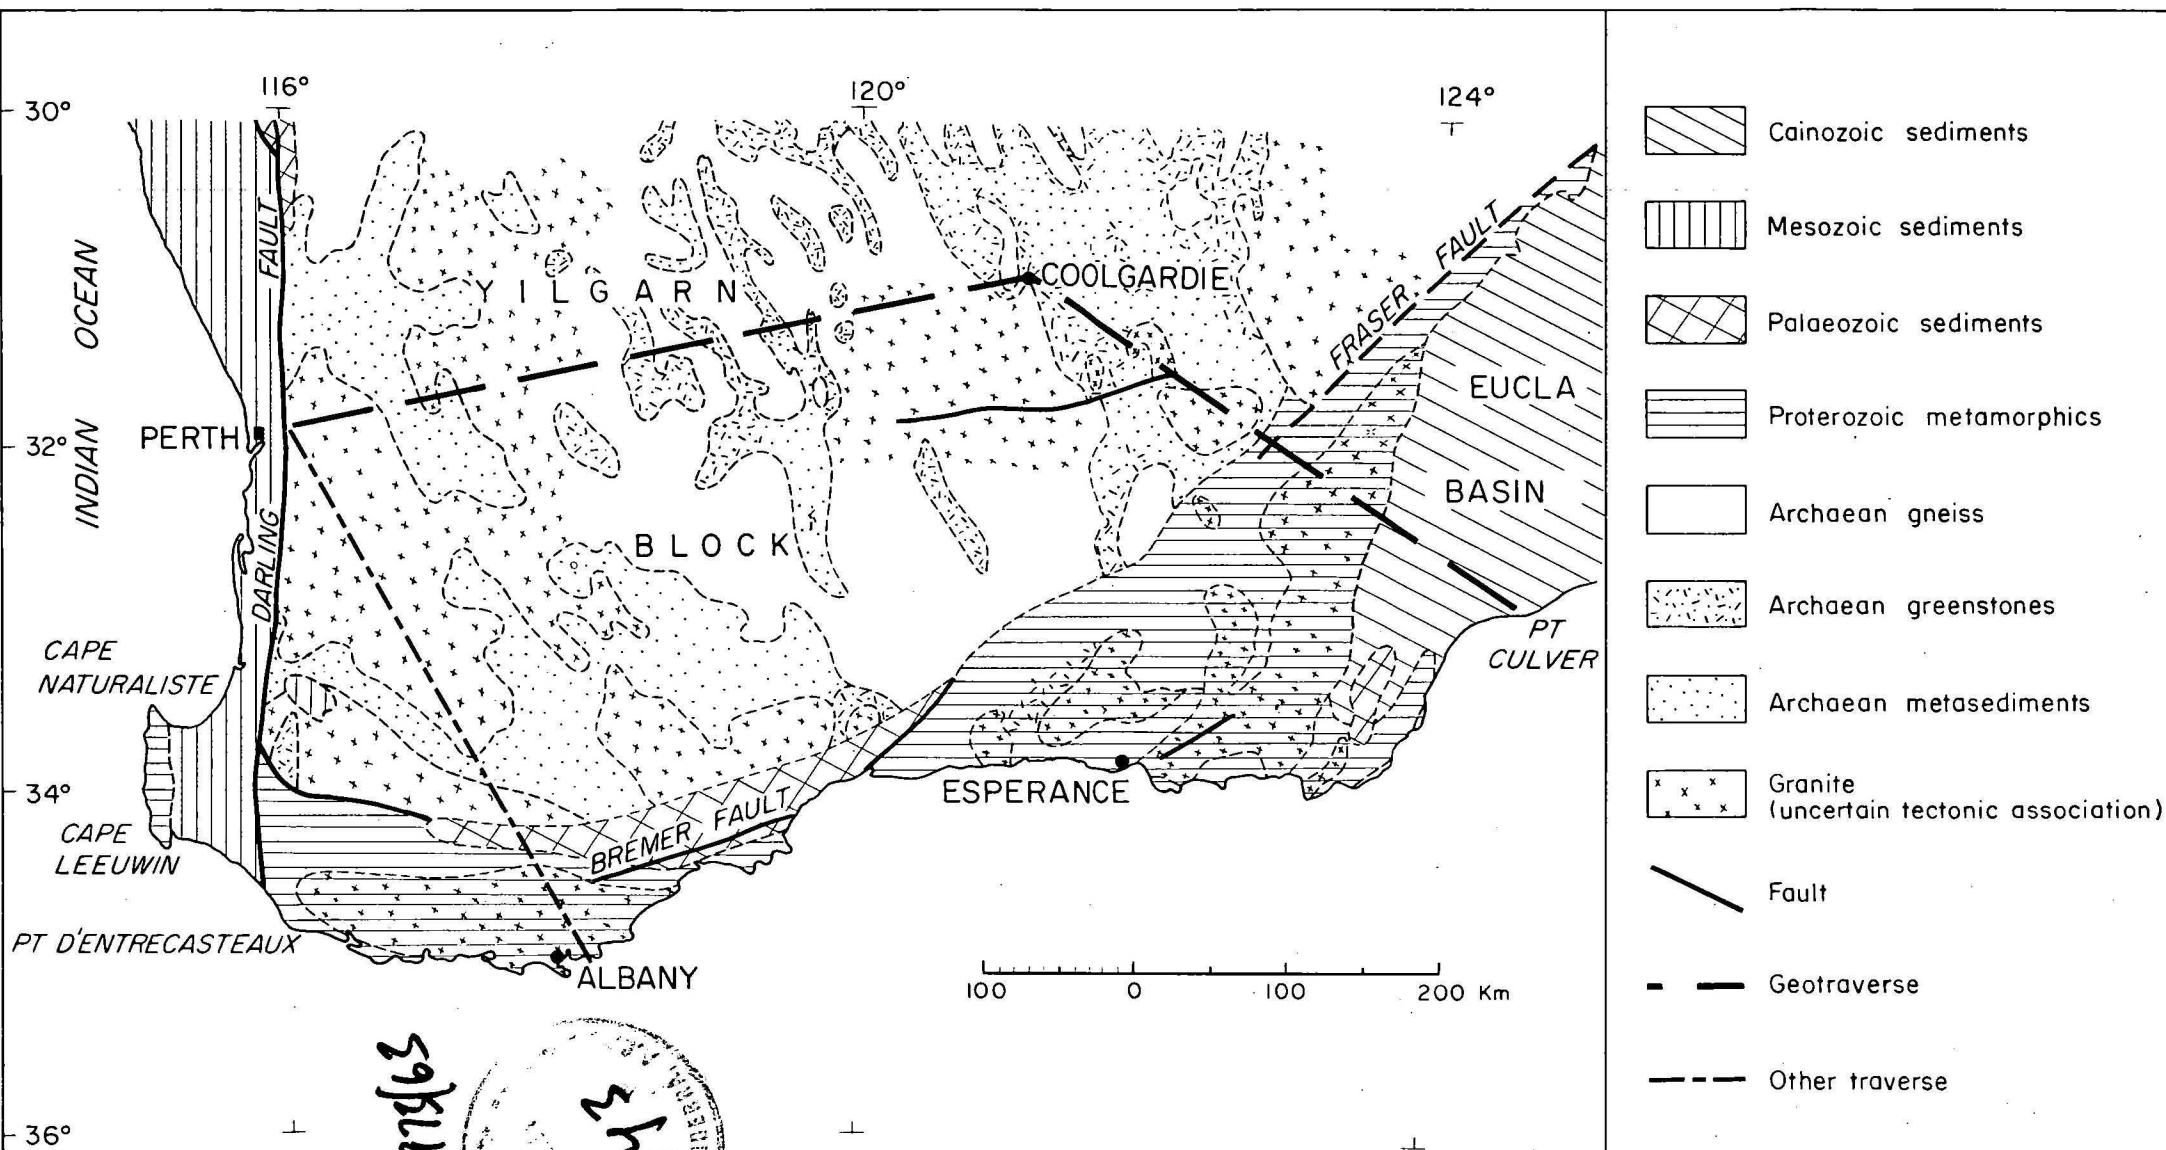 116°
120°
124°
30°
32°
34°
36°
INDIAN OCEAN
DARLING FAULT
YILGARN
BLOCK
COOLGARDIE
FRASER FAULT
EUCLA
BASIN
PERTH
CAPE
NATURALISTE
CAPE
LEEUWIN
PT D'ENTRECASTEAUX
ALBANY
BREMER FAULT
ESPERANCE
PT
CULVER
100 0 100 200 Km
Cainozoic sediments
Mesozoic sediments
Palaeozoic sediments
Proterozoic metamorphics
Archaean gneiss
Archaean greenstones
Archaean metasediments
Granite
(uncertain tectonic association)
Fault
Geotraverse
Other traverse